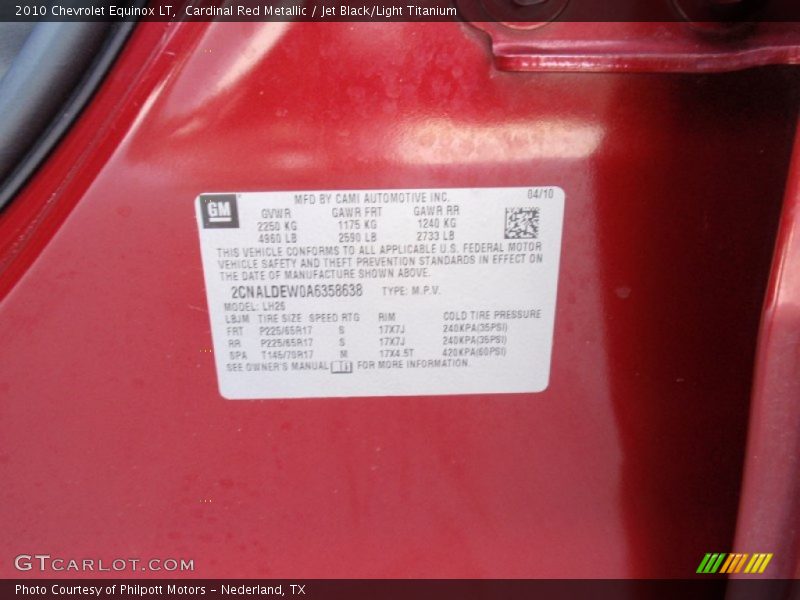 2010 Chevrolet Equinox LT, Cardinal Red Metallic / Jet Black/Light Titanium
GM
MFD BY CAMI AUTOMOTIVE INC. 04/10
GVWR GAWR FRT GAWR RR
2250 KG 1175 KG 1240 KG
4960 LB 2590 LB 2733 LB
THIS VEHICLE CONFORMS TO ALL APPLICABLE U.S. FEDERAL MOTOR
VEHICLE SAFETY AND THEFT PREVENTION STANDARDS IN EFFECT ON
THE DATE OF MANUFACTURE SHOWN ABOVE.
2CNALDEW0A6358638 TYPE: M.P.V.
MODEL: LH26
LBJM TIRE SIZE SPEED RTG RIM COLD TIRE PRESSURE
FRT P225/65R17 S 17X7J 240KPA(35PSI)
RR P225/65R17 S 17X7J 240KPA(35PSI)
SPA T145/70R17 M 17X4.5T 420KPA(60PSI)
SEE OWNER'S MANUAL FOR MORE INFORMATION.
GTCARLOT.COM
Photo Courtesy of Philpott Motors - Nederland, TX